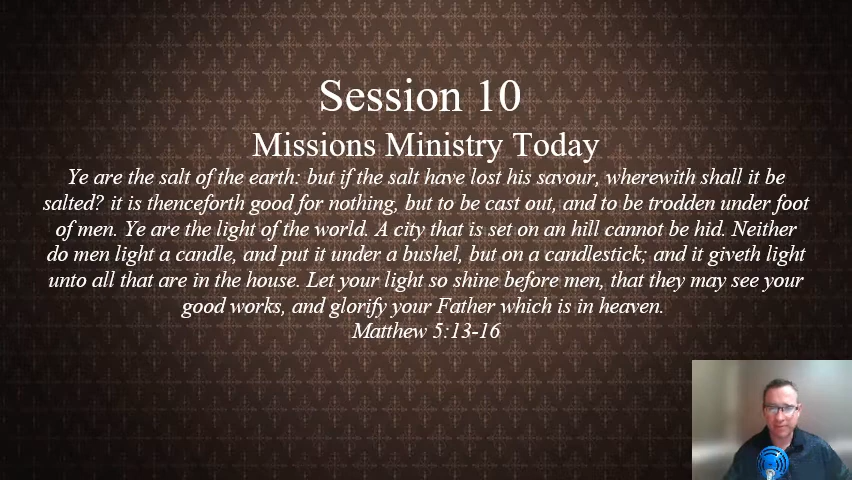 Session 10
Missions Ministry Today
Ye are the salt of the earth: but if the salt have lost his savour, wherewith shall it be
salted? it is thenceforth good for nothing, but to be cast out, and to be trodden under foot
of men. Ye are the light of the world. A city that is set on an hill cannot be hid. Neither
do men light a candle, and put it under a bushel, but on a candlestick; and it giveth light
unto all that are in the house. Let your light so shine before men, that they may see your
good works, and glorify your Father which is in heaven.
Matthew 5:13-16